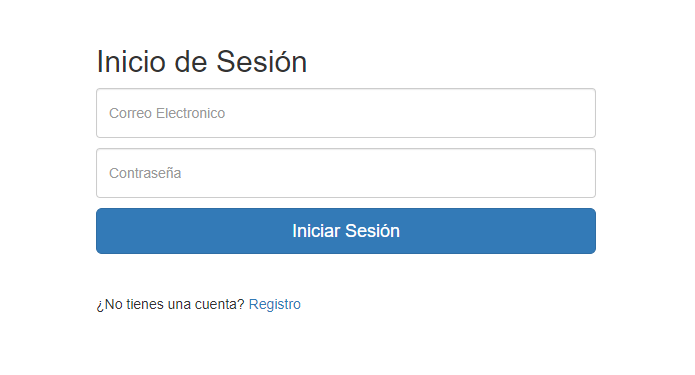 Inicio de Sesión
Correo Electronico
Contraseña
Iniciar Sesión
¿No tienes una cuenta? Registro